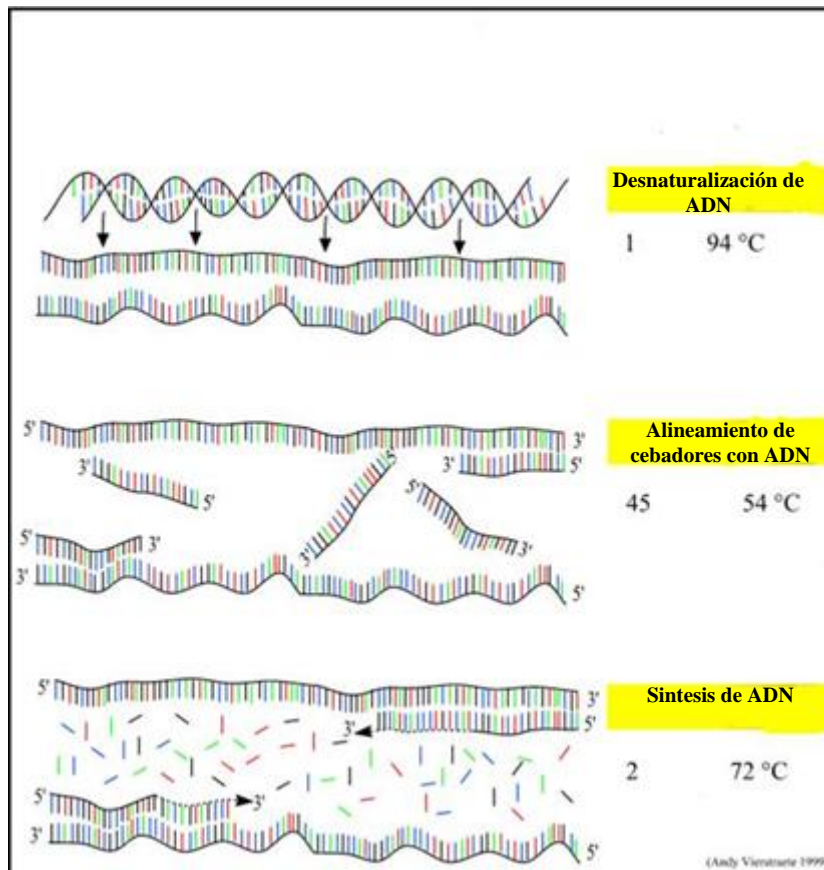 Desnaturalización de
ADN
1 94 °C
5'
3'
Alineamiento de
cebadores con ADN
3'
5'
3'
5'
5'
45 54 °C
5'
5'
3'
3'
3'
3'
5'
5'
3'
Sintesis de ADN
3'
5'
2 72 °C
5'
3'
3'
5'
(Andy Vierstraete 1999